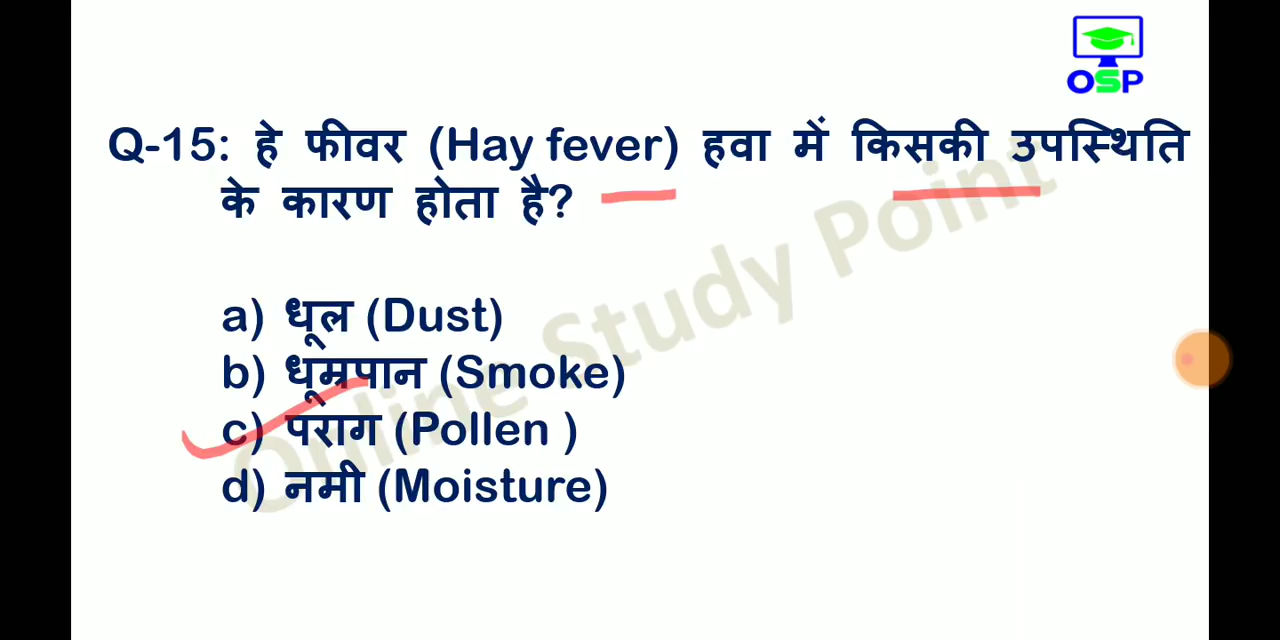 OSP
Q-15: हे फीवर (Hay fever) हवा में किसकी उपस्थिति
के कारण होता है?
a) धूल (Dust)
b) धूम्रपान (Smoke)
c) पराग (Pollen )
d) नमी (Moisture)
Online Study Point